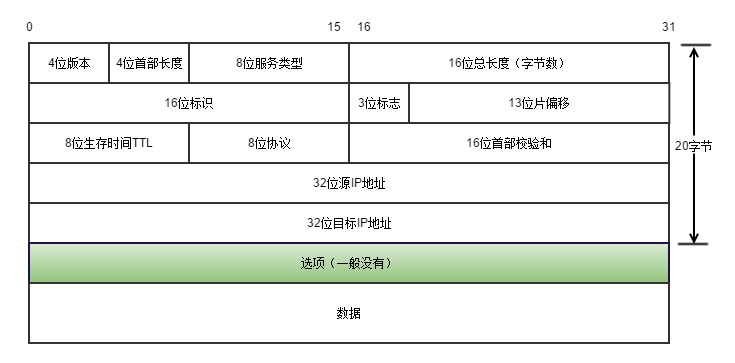 0 15 16 31
4位版本 4位首部长度 8位服务类型 16位总长度（字节数）
16位标识 3位标志 13位片偏移
8位生存时间TTL 8位协议 16位首部校验和
20字节
32位源IP地址
32位目标IP地址
选项（一般没有）
数据